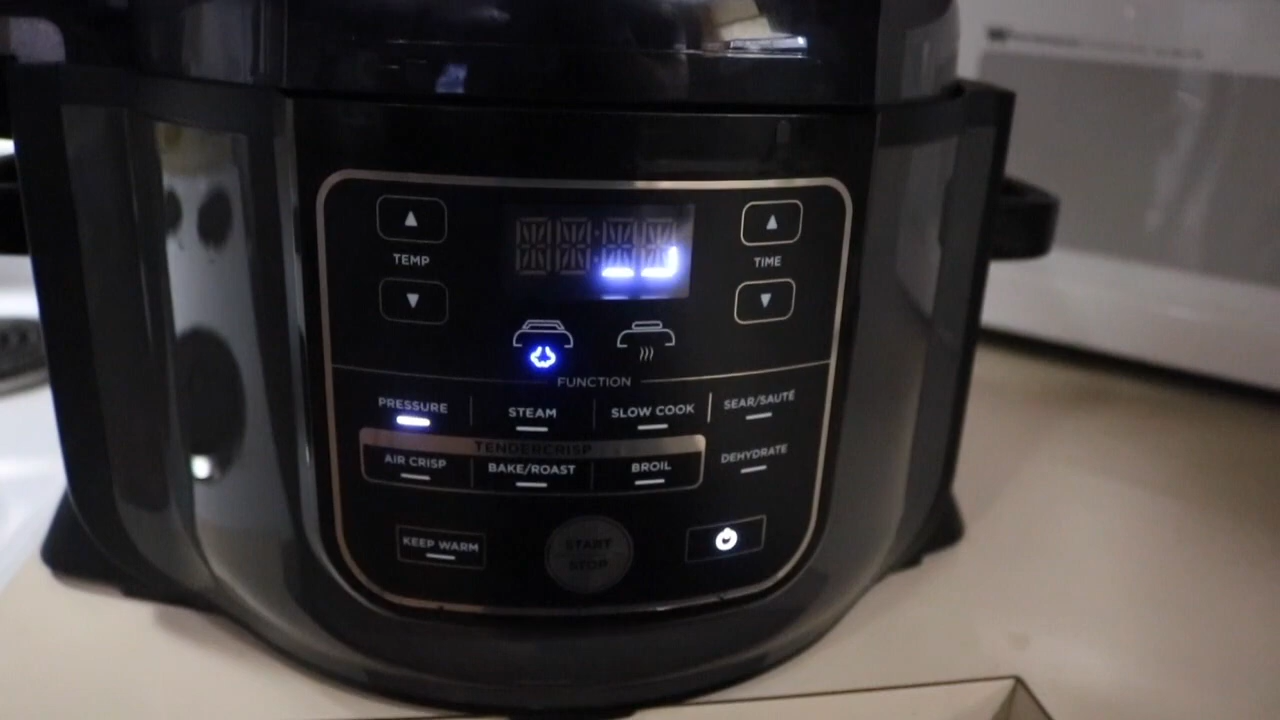 TEMP
TIME
FUNCTION
PRESSURE
STEAM
SLOW COOK
SEAR/SAUTÉ
TENDERCRISP
AIR CRISP
BAKE/ROAST
BROIL
DEHYDRATE
KEEP WARM
START
STOP